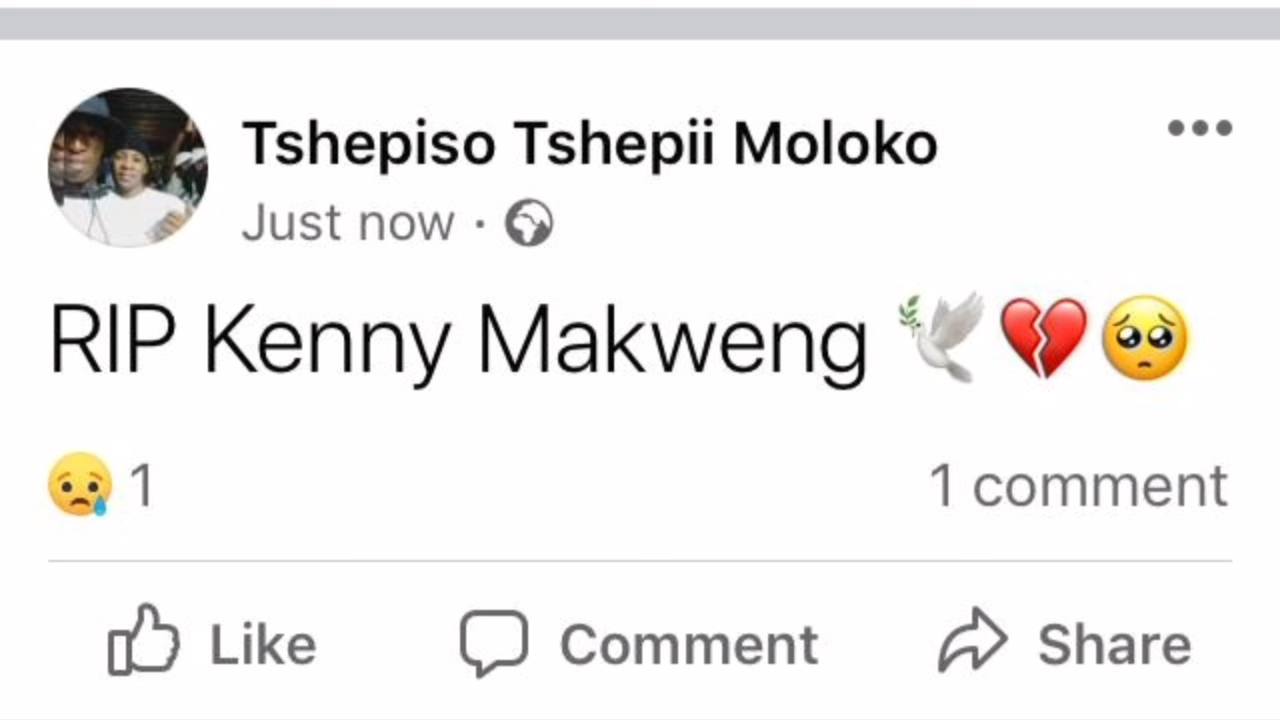 Tshepiso Tshepii Moloko
Just now ·
RIP Kenny Makweng 🕊️💔🥺
😢 1 1 comment
Like Comment Share